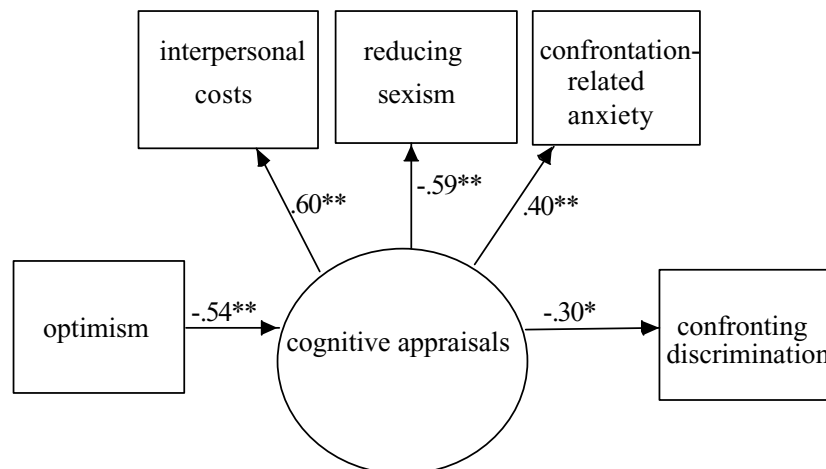 interpersonal
costs
reducing
sexism
confrontation-
related
anxiety
.60**
-.59**
.40**
optimism
-.54**
cognitive appraisals
-.30*
confronting
discrimination